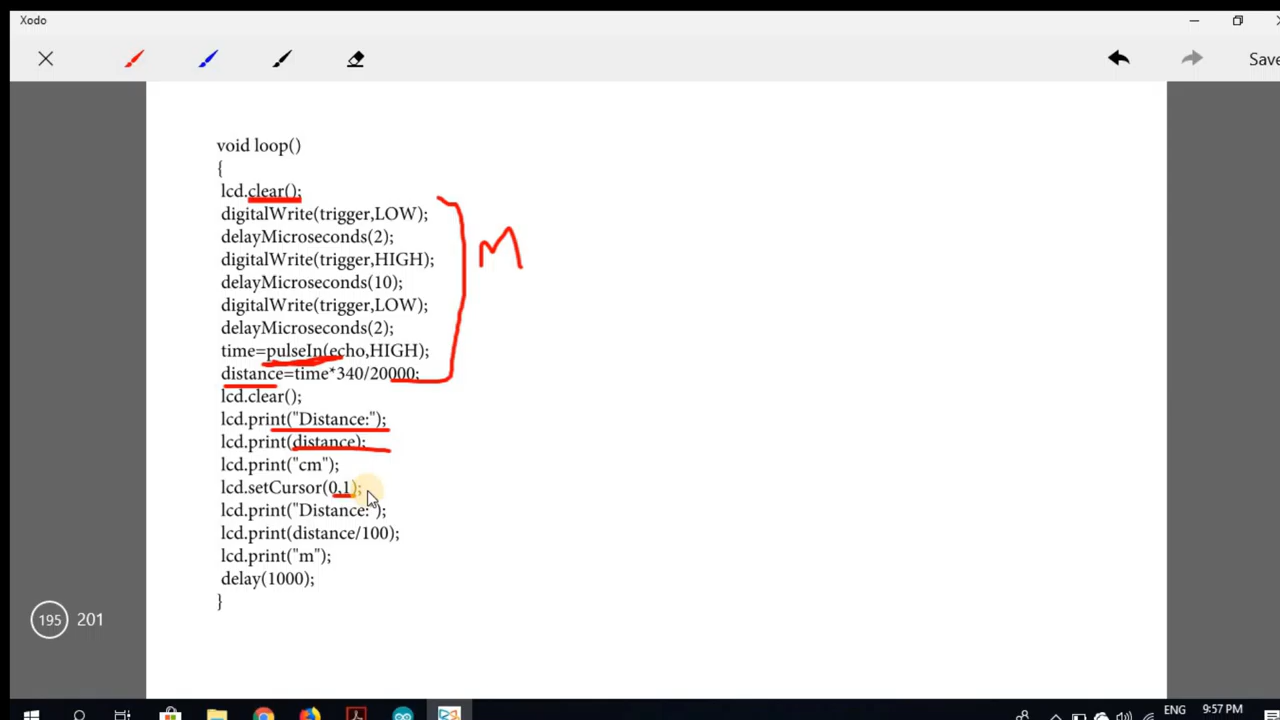 Xodo
Save
void loop()
{
lcd.clear();
digitalWrite(trigger,LOW);
delayMicroseconds(2);
digitalWrite(trigger,HIGH);
delayMicroseconds(10);
digitalWrite(trigger,LOW);
delayMicroseconds(2);
time=pulseIn(echo,HIGH);
distance=time*340/20000;
lcd.clear();
lcd.print("Distance:");
lcd.print(distance);
lcd.print("cm");
lcd.setCursor(0,1);
lcd.print("Distance:");
lcd.print(distance/100);
lcd.print("m");
delay(1000);
}
M
195 201
ENG 9:57 PM